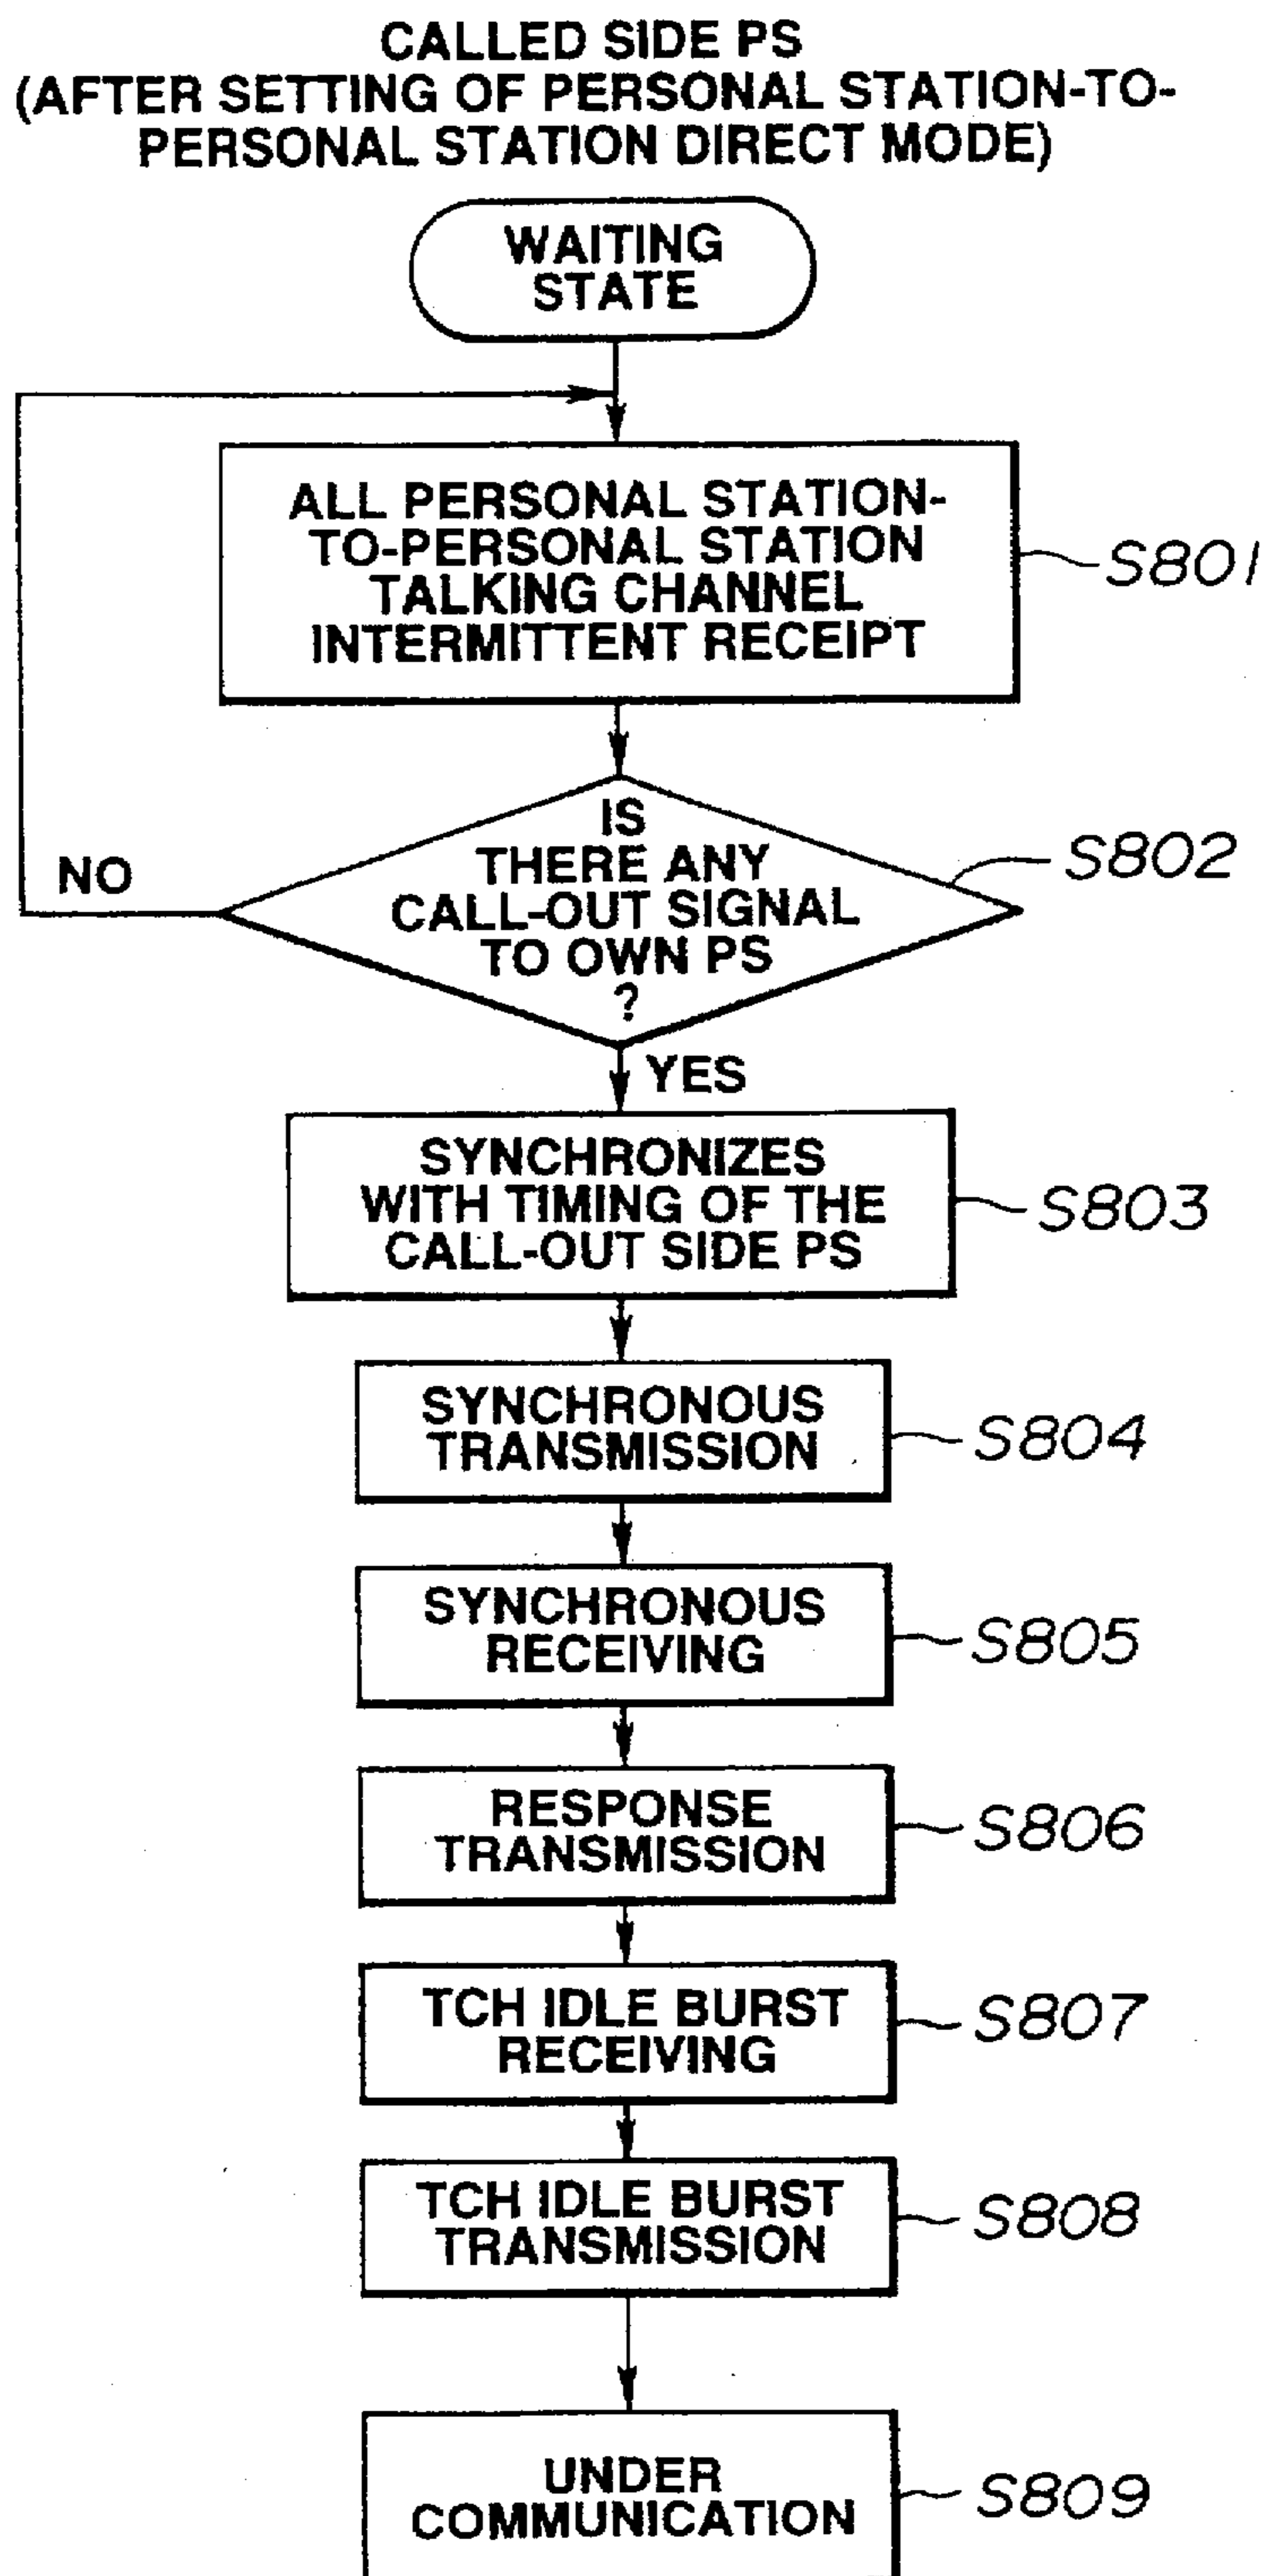 CALLED SIDE PS
(AFTER SETTING OF PERSONAL STATION-TO-
PERSONAL STATION DIRECT MODE)
WAITING
STATE
ALL PERSONAL STATION-
TO-PERSONAL STATION
TALKING CHANNEL
INTERMITTENT RECEIPT
S801
IS
THERE ANY
CALL-OUT SIGNAL
TO OWN PS
?
S802
NO
YES
SYNCHRONIZES
WITH TIMING OF THE
CALL-OUT SIDE PS
S803
SYNCHRONOUS
TRANSMISSION
S804
SYNCHRONOUS
RECEIVING
S805
RESPONSE
TRANSMISSION
S806
TCH IDLE BURST
RECEIVING
S807
TCH IDLE BURST
TRANSMISSION
S808
UNDER
COMMUNICATION
S809